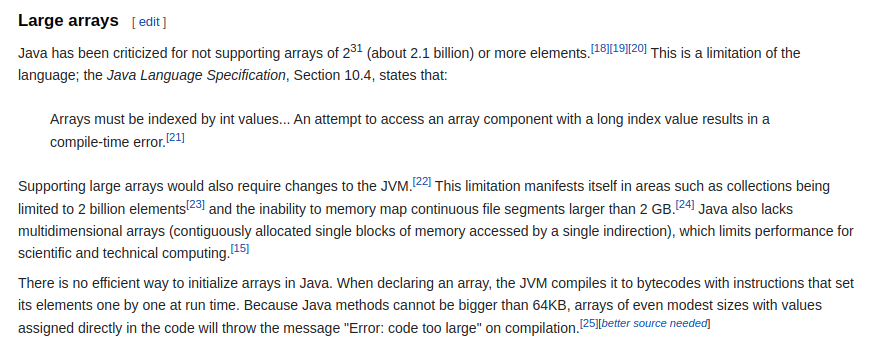 Large arrays [ edit ]
Java has been criticized for not supporting arrays of 2³¹ (about 2.1 billion) or more elements.[18][19][20] This is a limitation of the
language; the Java Language Specification, Section 10.4, states that:
Arrays must be indexed by int values... An attempt to access an array component with a long index value results in a
compile-time error.[21]
Supporting large arrays would also require changes to the JVM.[22] This limitation manifests itself in areas such as collections being
limited to 2 billion elements[23] and the inability to memory map continuous file segments larger than 2 GB.[24] Java also lacks
multidimensional arrays (contiguously allocated single blocks of memory accessed by a single indirection), which limits performance for
scientific and technical computing.[15]
There is no efficient way to initialize arrays in Java. When declaring an array, the JVM compiles it to bytecodes with instructions that set
its elements one by one at run time. Because Java methods cannot be bigger than 64KB, arrays of even modest sizes with values
assigned directly in the code will throw the message "Error: code too large" on compilation.[25][better source needed]